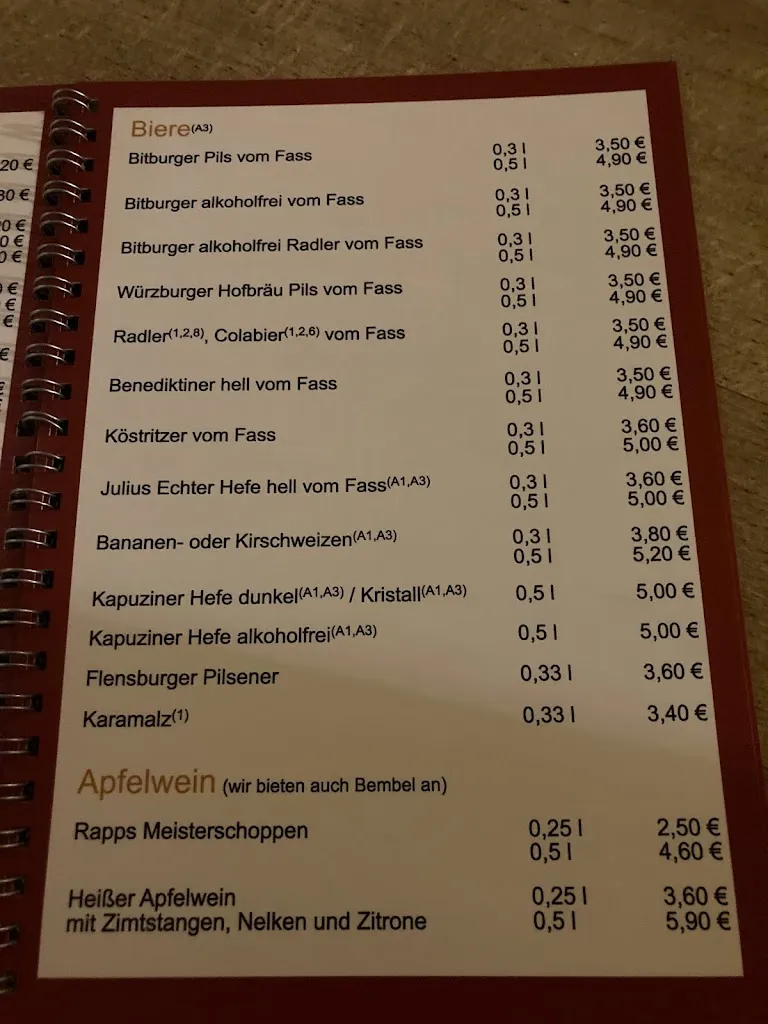 20 €
Biere(A3)
Bitburger Pils vom Fass 0,3 l 3,50 €
0,5 l 4,90 €
Bitburger alkoholfrei vom Fass 0,3 l 3,50 €
0,5 l 4,90 €
Bitburger alkoholfrei Radler vom Fass 0,3 l 3,50 €
0,5 l 4,90 €
Würzburger Hofbräu Pils vom Fass 0,3 l 3,50 €
0,5 l 4,90 €
Radler(1,2,8), Colabier(1,2,6) vom Fass 0,3 l 3,50 €
0,5 l 4,90 €
Benediktiner hell vom Fass 0,3 l 3,50 €
0,5 l 4,90 €
Köstritzer vom Fass 0,3 l 3,60 €
0,5 l 5,00 €
Julius Echter Hefe hell vom Fass(A1,A3) 0,3 l 3,60 €
0,5 l 5,00 €
Bananen- oder Kirschweizen(A1,A3) 0,3 l 3,80 €
0,5 l 5,20 €
Kapuziner Hefe dunkel(A1,A3) / Kristall(A1,A3) 0,5 l 5,00 €
Kapuziner Hefe alkoholfrei(A1,A3) 0,5 l 5,00 €
Flensburger Pilsener 0,33 l 3,60 €
Karamalz(1) 0,33 l 3,40 €
Apfelwein (wir bieten auch Bembel an)
Rapps Meisterschoppen 0,25 l 2,50 €
0,5 l 4,60 €
Heißer Apfelwein 0,25 l 3,60 €
mit Zimtstangen, Nelken und Zitrone 0,5 l 5,90 €